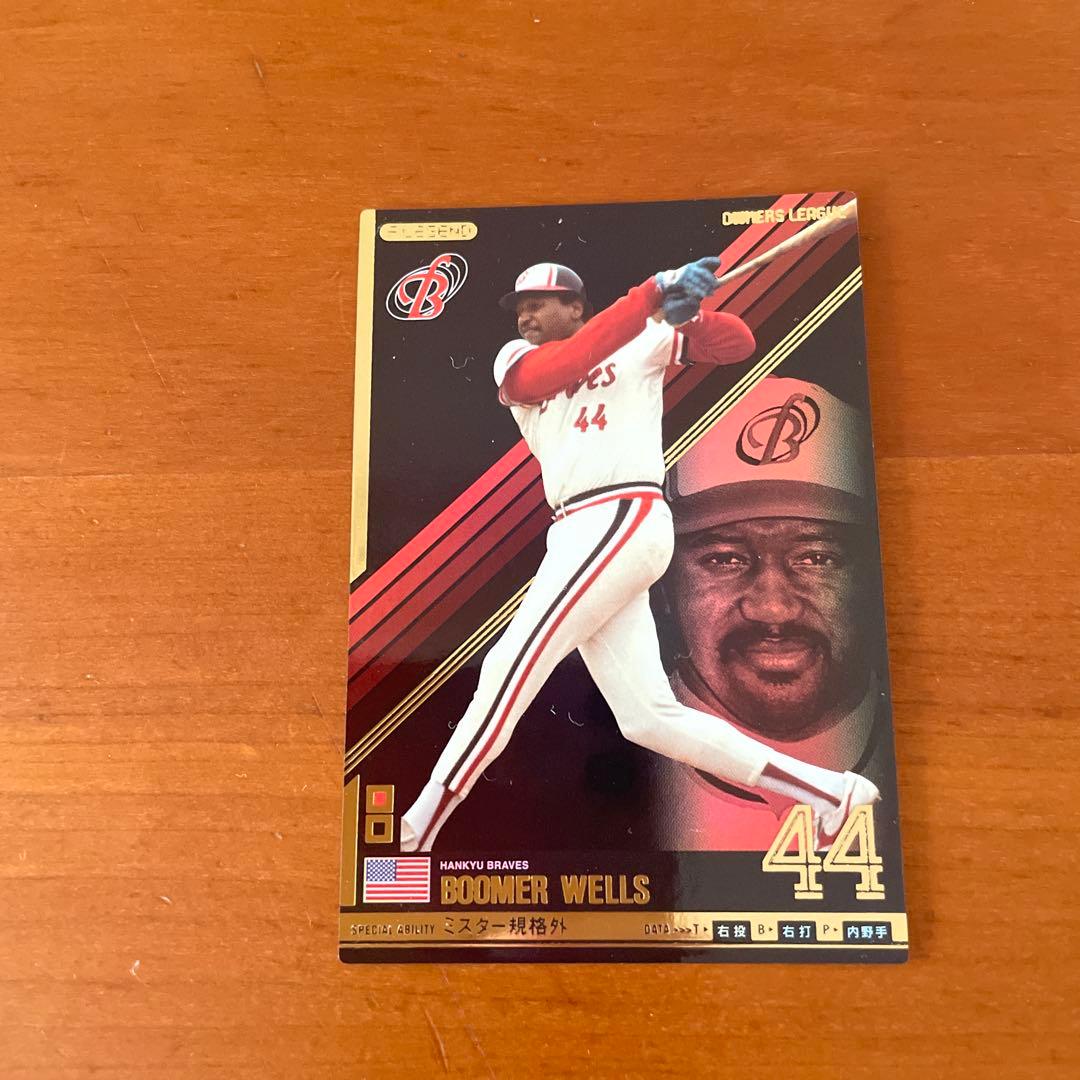 LEGEND
OWNERS LEAGUE
B
B
44
HANKYU BRAVES
BOOMER WELLS
44
SPECIAL ABILITY ミスター規格外 DATA>>>T▸ 右投 B▸ 右打 P▸ 内野手